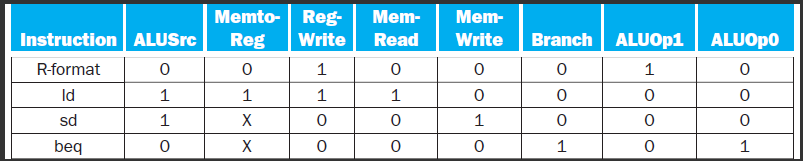 Instruction ALUSrc Memto-Reg Reg-Write Mem-Read Mem-Write Branch ALUOp1 ALUOp0
R-format 0 0 1 0 0 0 1 0
ld 1 1 1 1 0 0 0 0
sd 1 X 0 0 1 0 0 0
beq 0 X 0 0 0 1 0 1